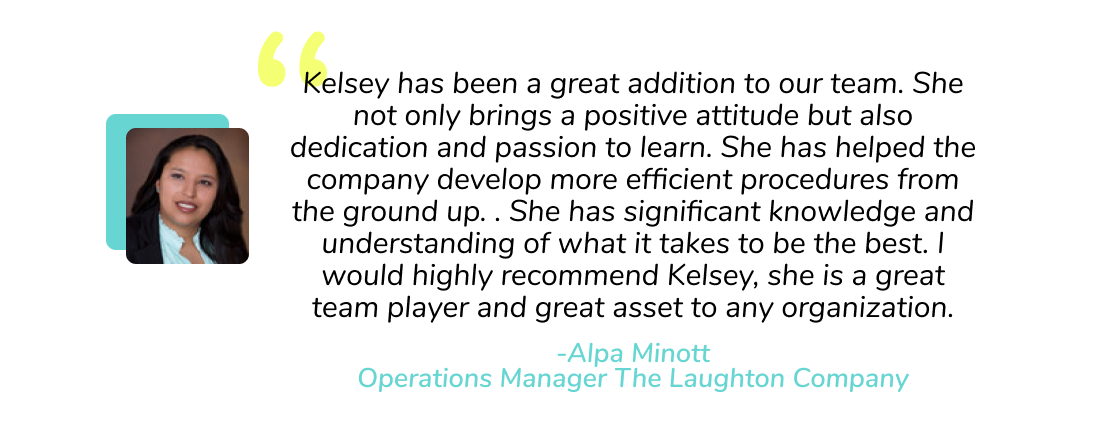 “
Kelsey has been a great addition to our team. She
not only brings a positive attitude but also
dedication and passion to learn. She has helped the
company develop more efficient procedures from
the ground up. . She has significant knowledge and
understanding of what it takes to be the best. I
would highly recommend Kelsey, she is a great
team player and great asset to any organization.
-Alpa Minott
Operations Manager The Laughton Company